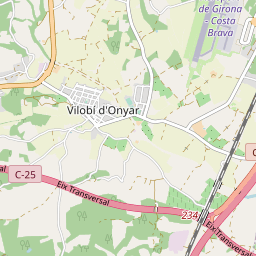 de Girona
- Costa
Brava
Vilobí d'Onyar
C-25
Eix Transversal
Eix Transversal
234